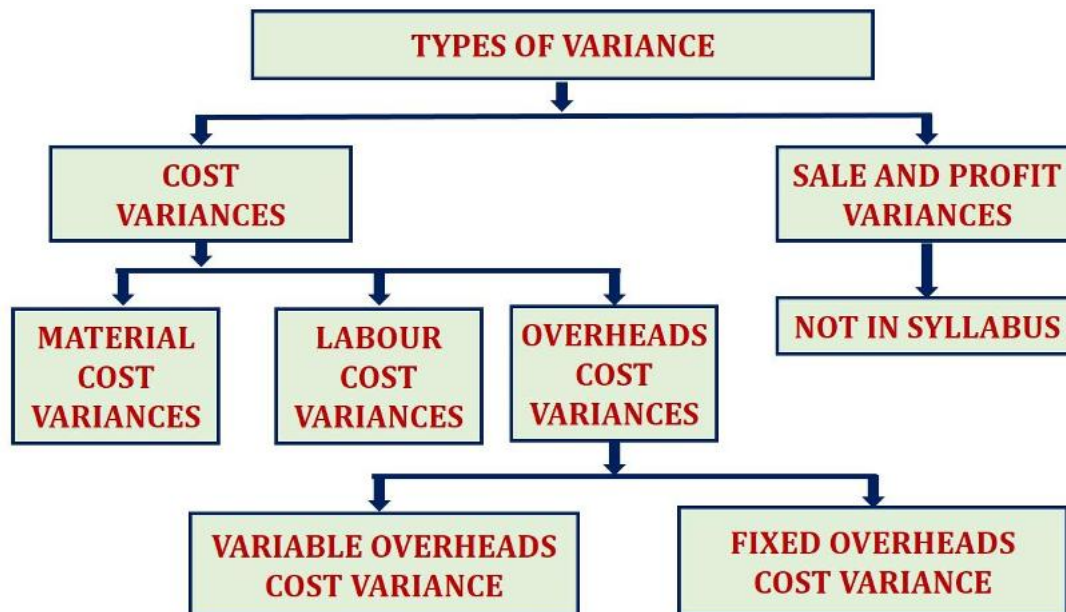 TYPES OF VARIANCE
COST
VARIANCES
SALE AND PROFIT
VARIANCES
MATERIAL
COST
VARIANCES
LABOUR
COST
VARIANCES
OVERHEADS
COST
VARIANCES
NOT IN SYLLABUS
VARIABLE OVERHEADS
COST VARIANCE
FIXED OVERHEADS
COST VARIANCE